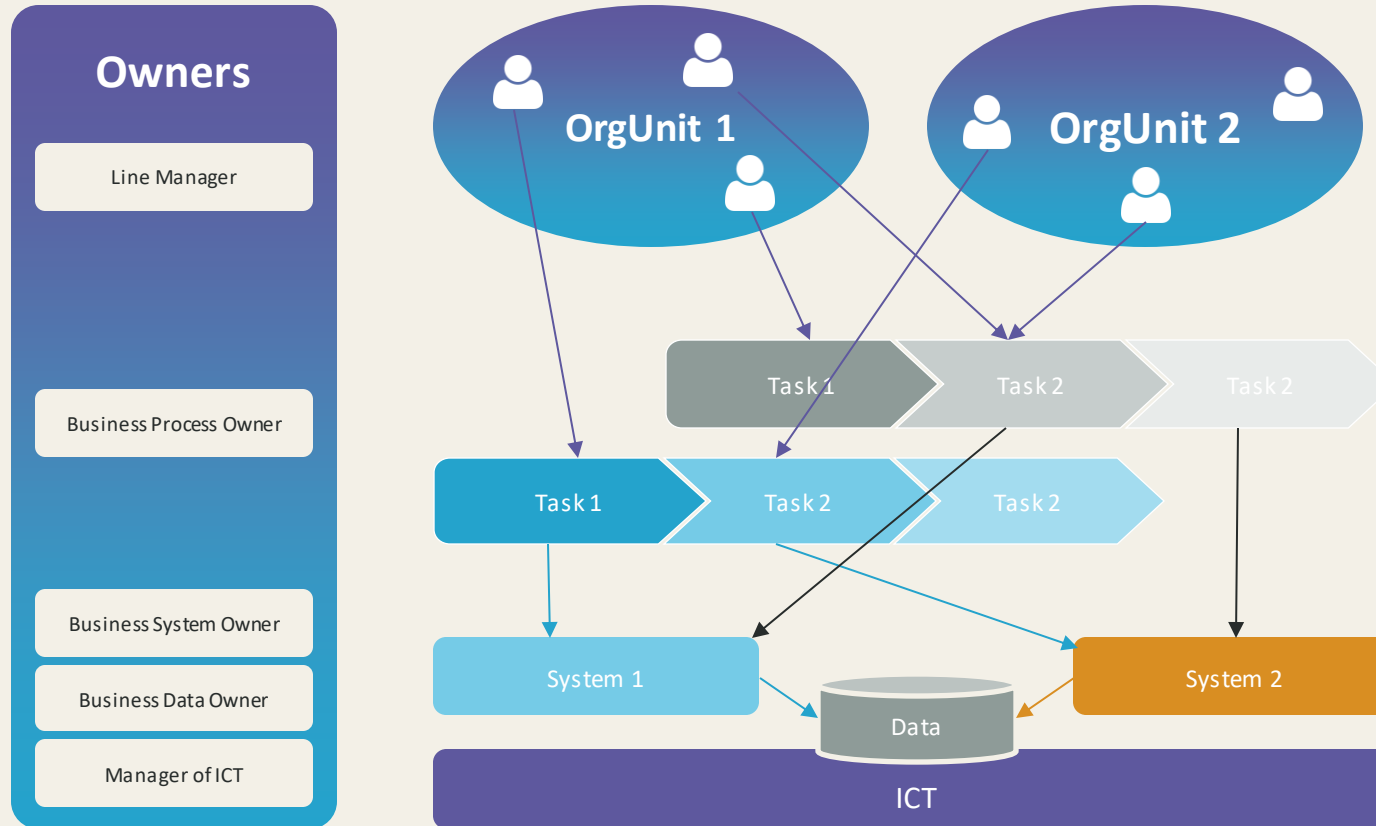 Owners
Line Manager
Business Process Owner
Business System Owner
Business Data Owner
Manager of ICT
OrgUnit 1
OrgUnit 2
Task 1
Task 2
Task 2
Task 1
Task 2
Task 2
System 1
System 2
Data
ICT